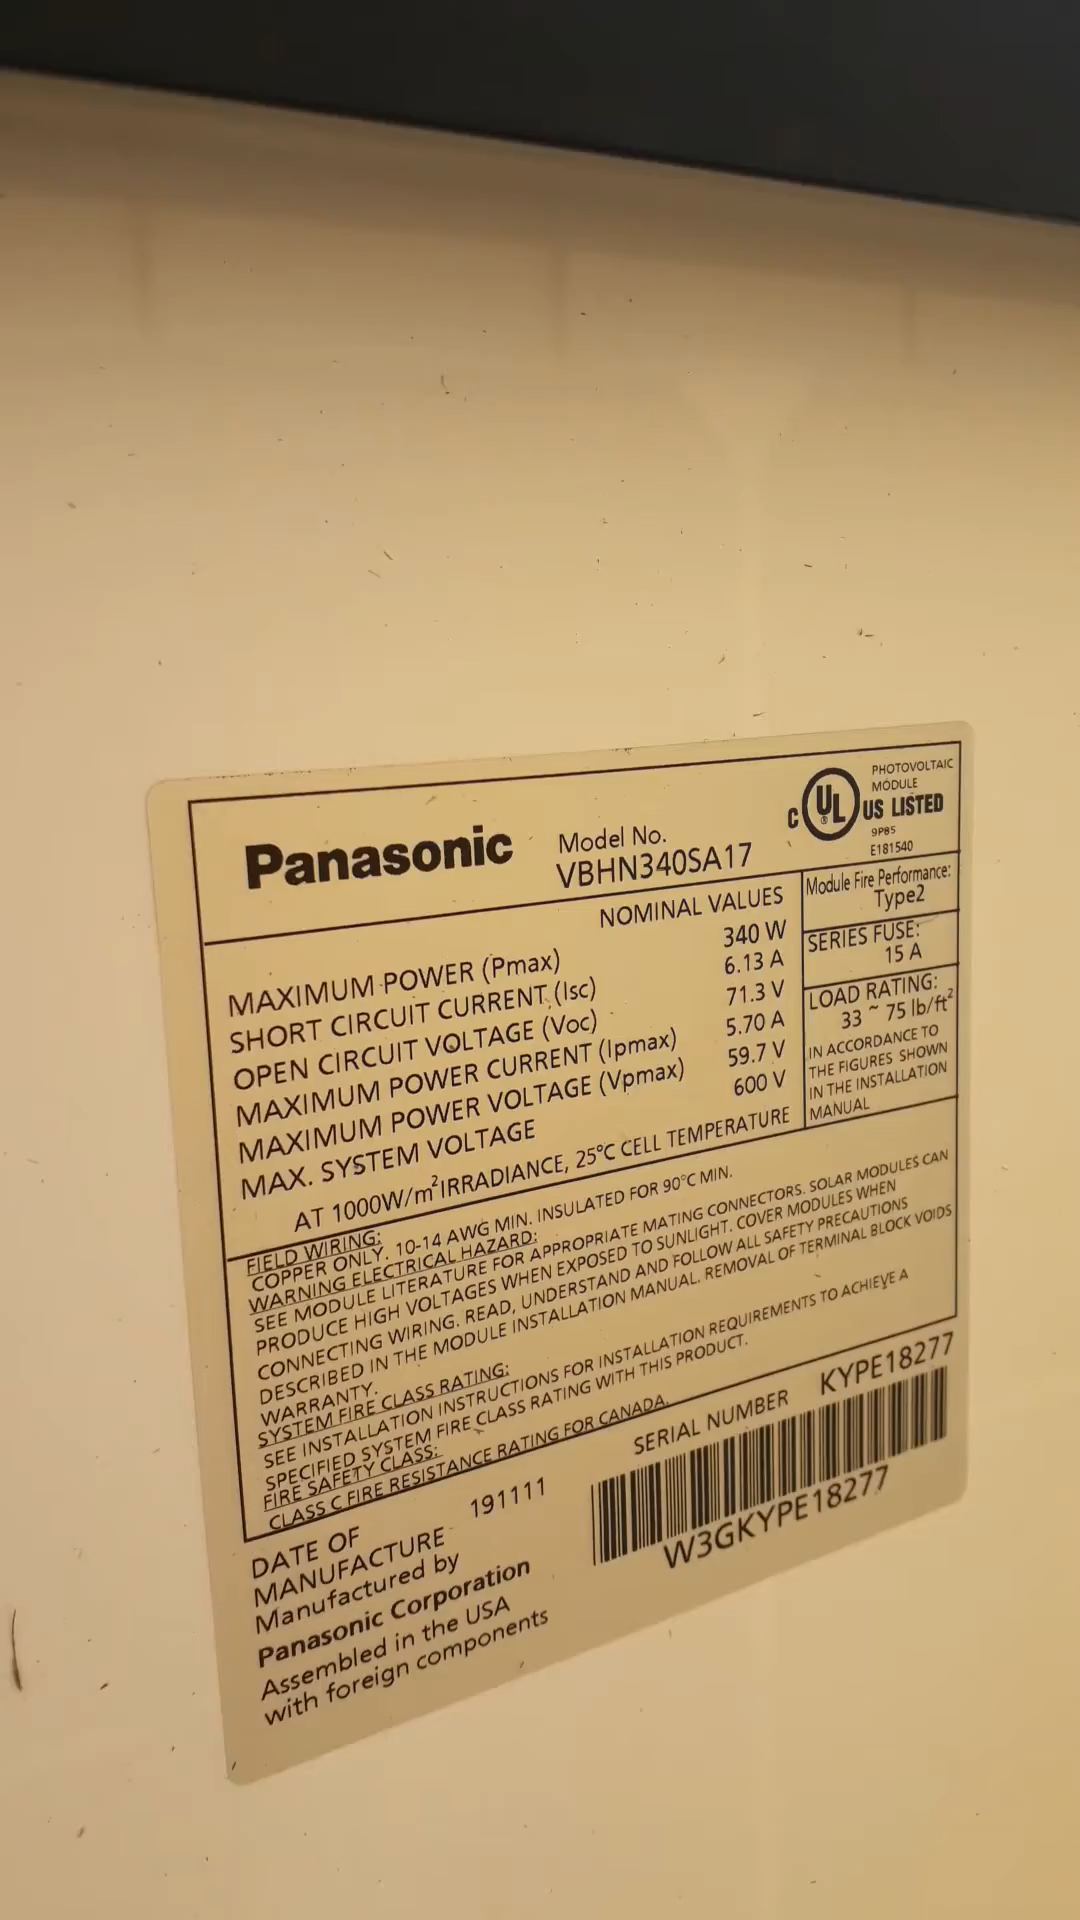 Panasonic
Model No.
VBHN340SA17
C UL ® US LISTED
PHOTOVOLTAIC
MODULE
9P85
E181540
NOMINAL VALUES
MAXIMUM POWER (Pmax) 340 W
SHORT CIRCUIT CURRENT (Isc) 6.13 A
OPEN CIRCUIT VOLTAGE (Voc) 71.3 V
MAXIMUM POWER CURRENT (Ipmax) 5.70 A
MAXIMUM POWER VOLTAGE (Vpmax) 59.7 V
MAX. SYSTEM VOLTAGE 600 V
AT 1000W/m² IRRADIANCE, 25°C CELL TEMPERATURE
Module Fire Performance:
Type2
SERIES FUSE:
15 A
LOAD RATING:
33 ~ 75 lb/ft²
IN ACCORDANCE TO
THE FIGURES SHOWN
IN THE INSTALLATION
MANUAL
FIELD WIRING:
COPPER ONLY. 10-14 AWG MIN. INSULATED FOR 90°C MIN.
WARNING ELECTRICAL HAZARD:
SEE MODULE LITERATURE FOR APPROPRIATE MATING CONNECTORS. SOLAR MODULES CAN
PRODUCE HIGH VOLTAGES WHEN EXPOSED TO SUNLIGHT. COVER MODULES WHEN
CONNECTING WIRING. READ, UNDERSTAND AND FOLLOW ALL SAFETY PRECAUTIONS
DESCRIBED IN THE MODULE INSTALLATION MANUAL. REMOVAL OF TERMINAL BLOCK VOIDS
WARRANTY.
SYSTEM FIRE CLASS RATING:
SEE INSTALLATION INSTRUCTIONS FOR INSTALLATION REQUIREMENTS TO ACHIEVE A
SPECIFIED SYSTEM FIRE CLASS RATING WITH THIS PRODUCT.
FIRE SAFETY CLASS:
CLASS C FIRE RESISTANCE RATING FOR CANADA.
SERIAL NUMBER KYPE18277
W3GKYPE18277
DATE OF
MANUFACTURE 191111
Manufactured by
Panasonic Corporation
Assembled in the USA
with foreign components